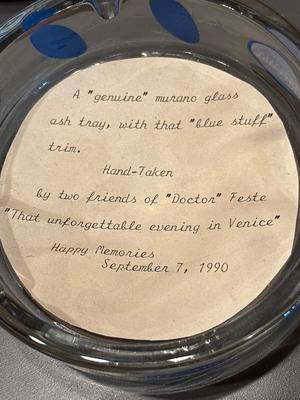 A "genuine" murano glass
ash tray, with that "blue stuff"
trim.
Hand-Taken
by two friends of "Doctor" Feste
"That unforgettable evening in Venice"
Happy Memories
September 7, 1990